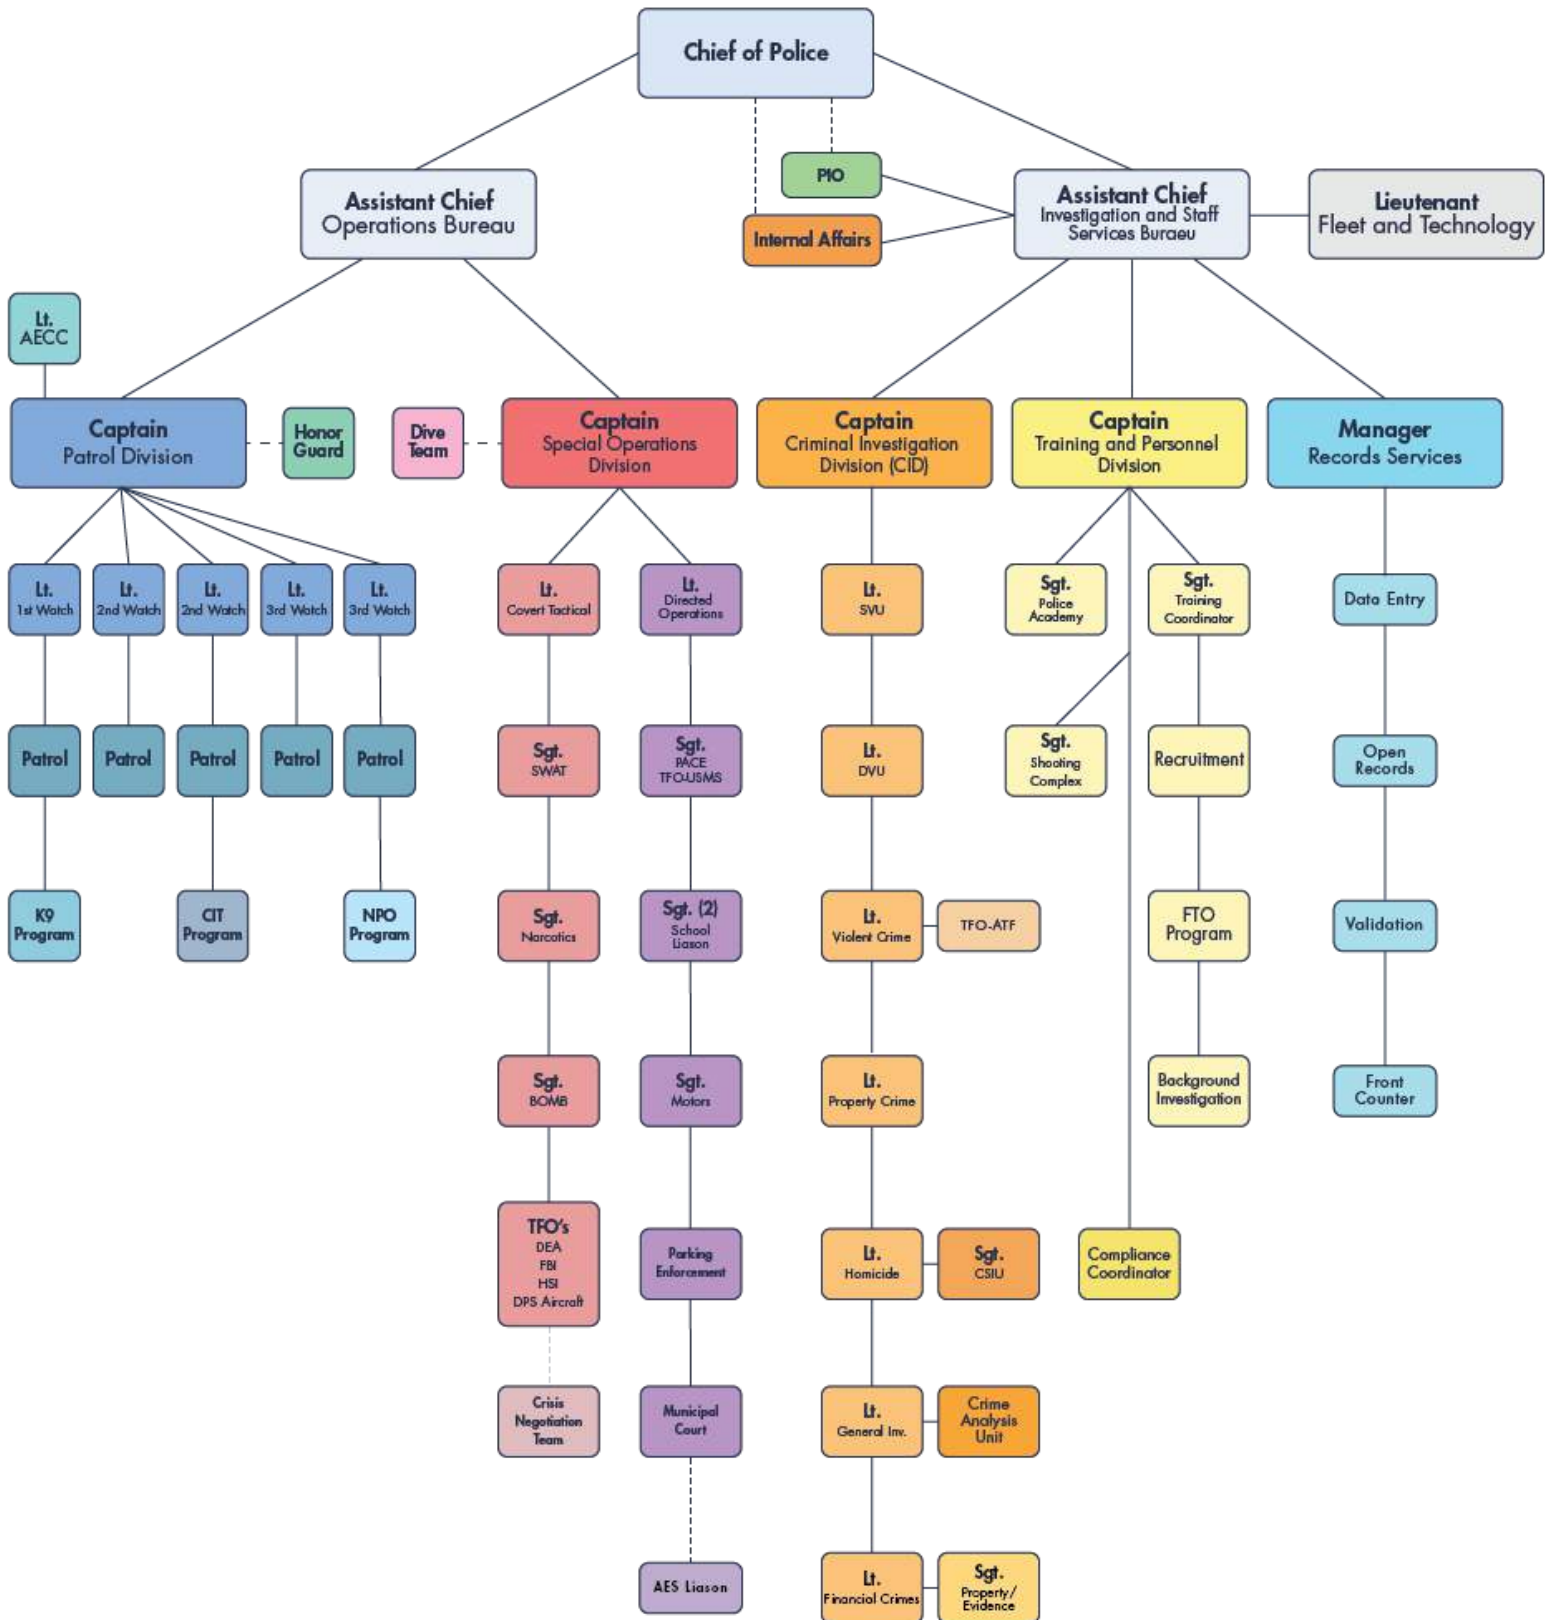 Chief of Police
PIO
Internal Affairs
Assistant Chief
Operations Bureau
Assistant Chief
Investigation and Staff
Services Buraeu
Lieutenant
Fleet and Technology
Lt.
AECC
Captain
Patrol Division
Honor
Guard
Dive
Team
Captain
Special Operations
Division
Captain
Criminal Investigation
Division (CID)
Captain
Training and Personnel
Division
Manager
Records Services
Lt.
1st Watch
Lt.
2nd Watch
Lt.
2nd Watch
Lt.
3rd Watch
Lt.
3rd Watch
Lt.
Covert Tactical
Lt.
Directed
Operations
Lt.
SVU
Sgt.
Police
Academy
Sgt.
Training
Coordinator
Data Entry
Patrol
Patrol
Patrol
Patrol
Patrol
Sgt.
SWAT
Sgt.
PACE
TFO-USMS
Lt.
DVU
Sgt.
Shooting
Complex
Recruitment
Open
Records
K9
Program
CIT
Program
NPO
Program
Sgt.
Narcotics
Sgt. (2)
School
Liason
Lt.
Violent Crime
TFO-ATF
FTO
Program
Validation
Sgt.
BOMB
Sgt.
Motors
Lt.
Property Crime
Background
Investigation
Front
Counter
TFO's
DEA
FBI
HSI
DPS Aircraft
Parking
Enforcement
Lt.
Homicide
Sgt.
CSIU
Compliance
Coordinator
Crisis
Negotiation
Team
Municipal
Court
Lt.
General Inv.
Crime
Analysis
Unit
AES Liason
Lt.
Financial Crimes
Sgt.
Property/
Evidence